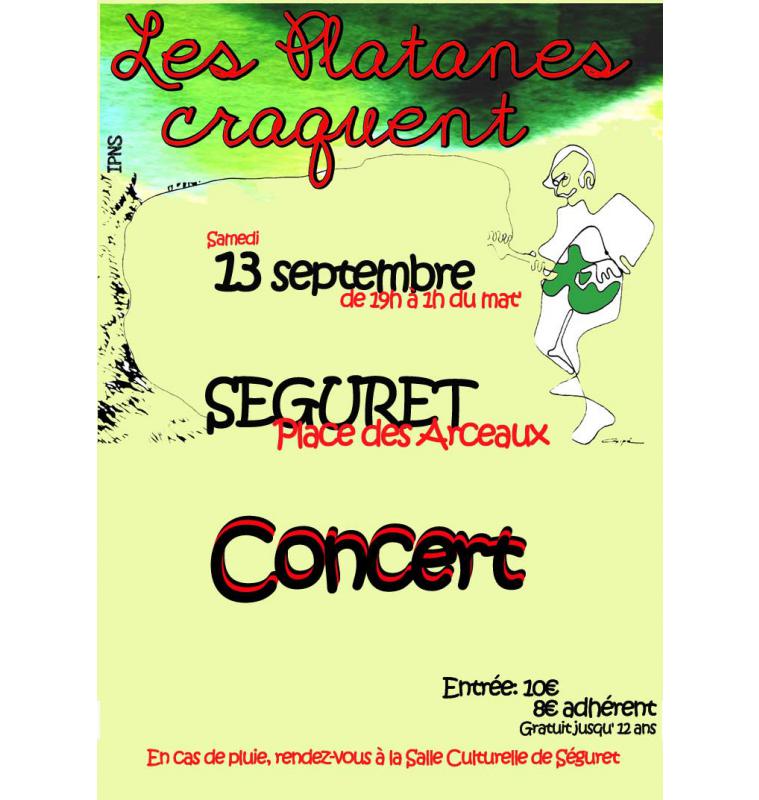 Les Platanes
craquent
IPNS
Samedi
13 septembre
de 19h à 1h du mat'
SEGURET
Place des Arceaux
Concert
Entrée: 10€
8€ adhérent
Gratuit jusqu' 12 ans
En cas de pluie, rendez-vous à la Salle Culturelle de Séguret